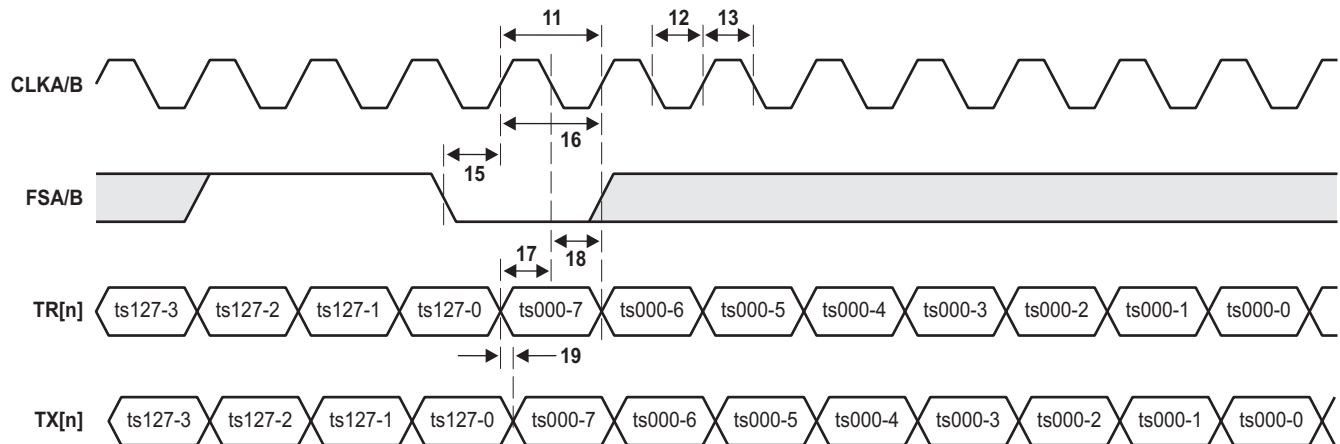 11 12 13
CLKA/B
16
15
FSA/B
17 18
TR[n] ts127-3 ts127-2 ts127-1 ts127-0 ts000-7 ts000-6 ts000-5 ts000-4 ts000-3 ts000-2 ts000-1 ts000-0
19
TX[n] ts127-3 ts127-2 ts127-1 ts127-0 ts000-7 ts000-6 ts000-5 ts000-4 ts000-3 ts000-2 ts000-1 ts000-0